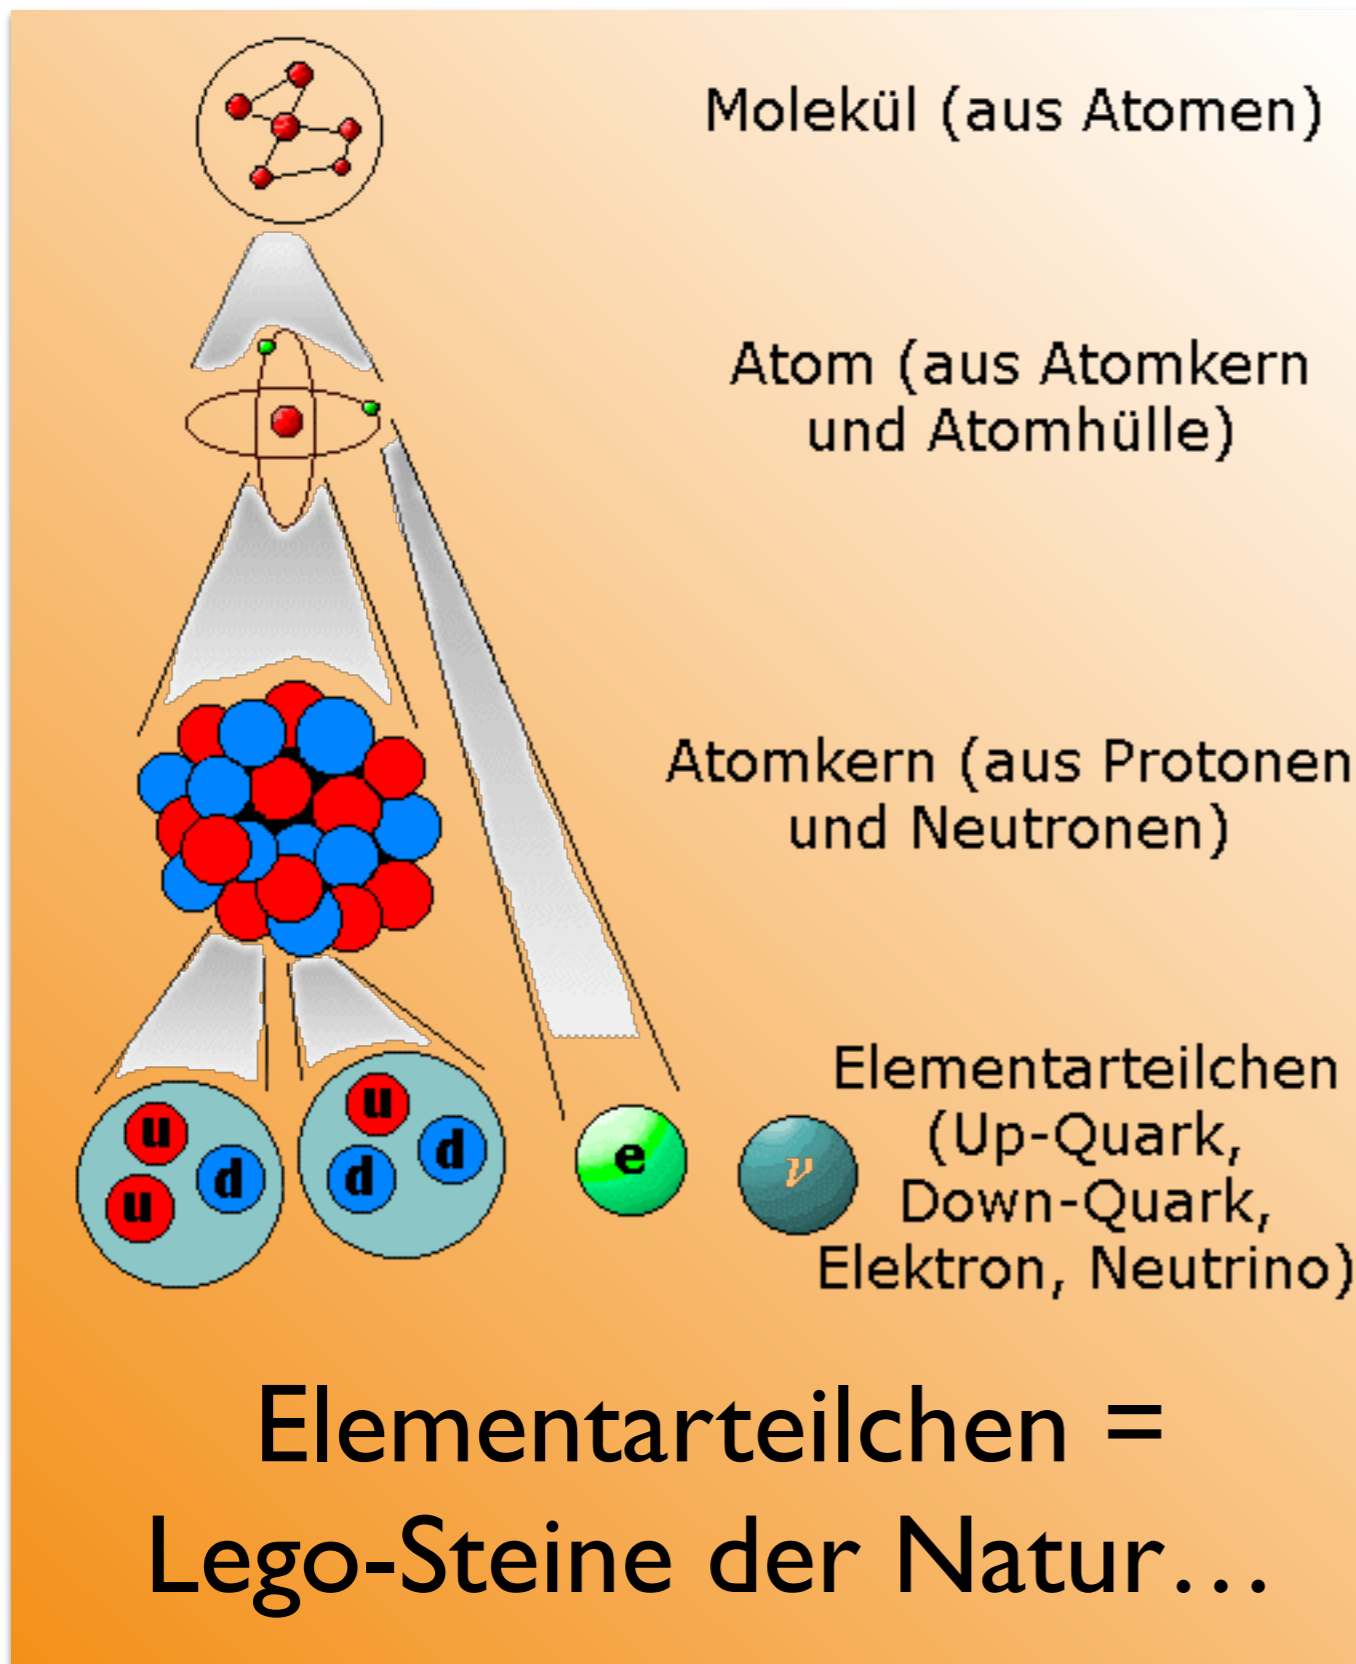 Molekül (aus Atomen)
Atom (aus Atomkern
und Atomhülle)
Atomkern (aus Protonen
und Neutronen)
u
d
u
u
d
d
e
ν
Elementarteilchen
(Up-Quark,
Down-Quark,
Elektron, Neutrino)
Elementarteilchen =
Lego-Steine der Natur…